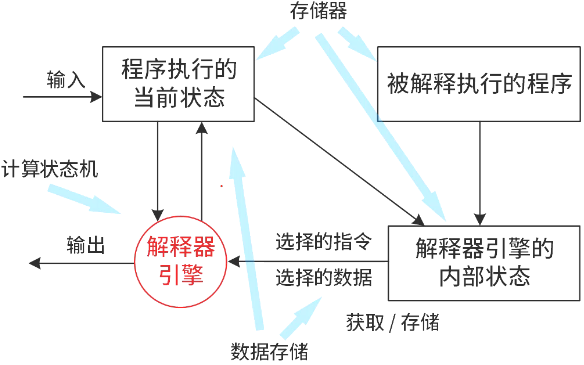 存储器
程序执行的
当前状态
被解释执行的程序
输入
计算状态机
输出
解释器
引擎
选择的指令
选择的数据
解释器引擎的
内部状态
获取 / 存储
数据存储